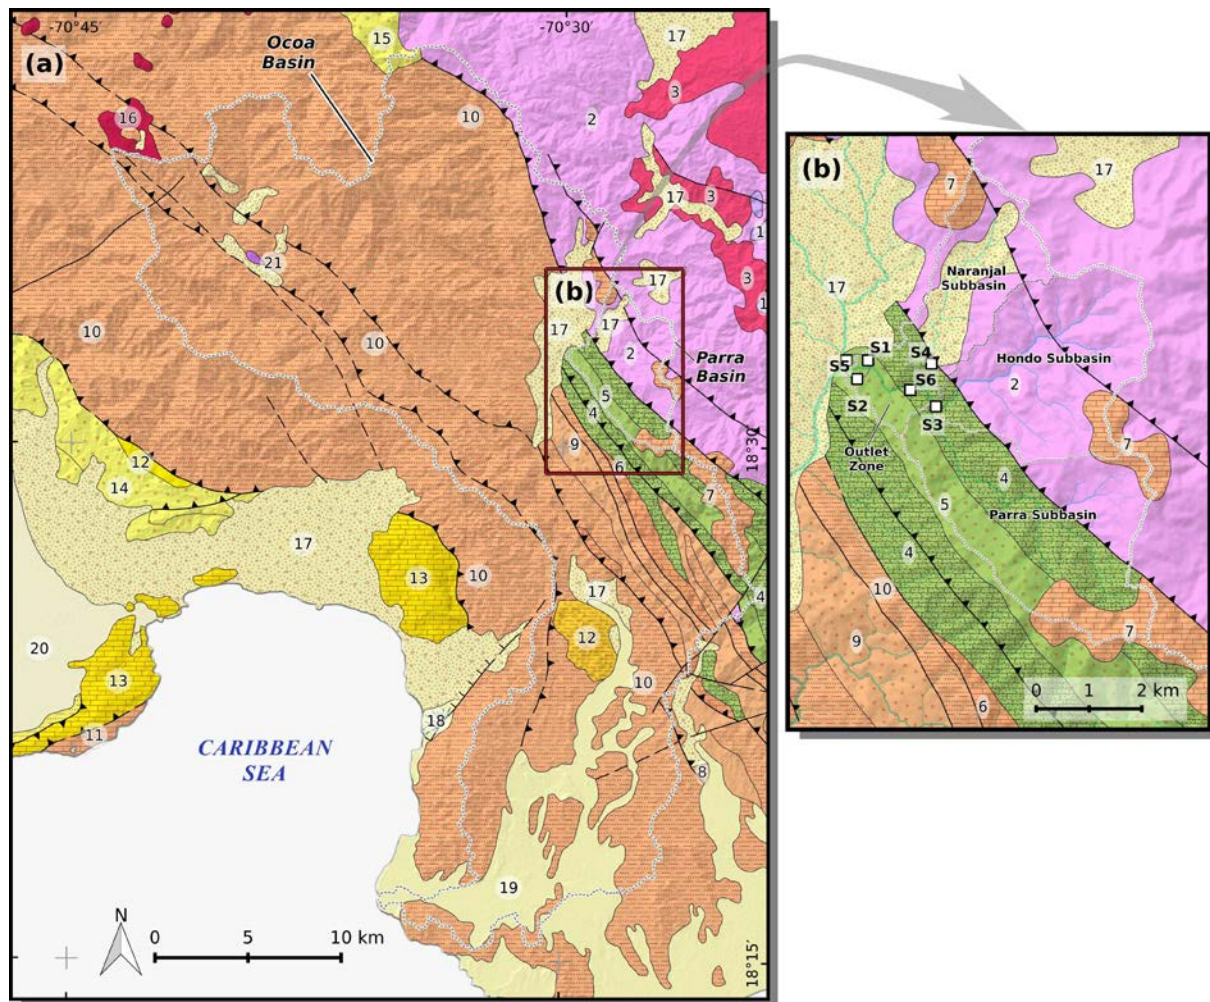 -70°45′
-70°30′
(a)
Ocoa
Basin
15
17
3
10
2
16
17
3
1
21
3
1
(b)
17
10
10
17
17
2
Parra
Basin
5
4
9
6
18°30′
12
14
7
17
13
10
17
4
12
20
13
10
11
18
CARIBBEAN
SEA
8
19
N
0
5
10 km
18°15′
(b)
7
17
Naranjal
Subbasin
17
S1
S4
Hondo Subbasin
S5
S6
2
S2
S3
Outlet
Zone
7
4
5
Parra Subbasin
4
10
7
9
6
0
1
2 km